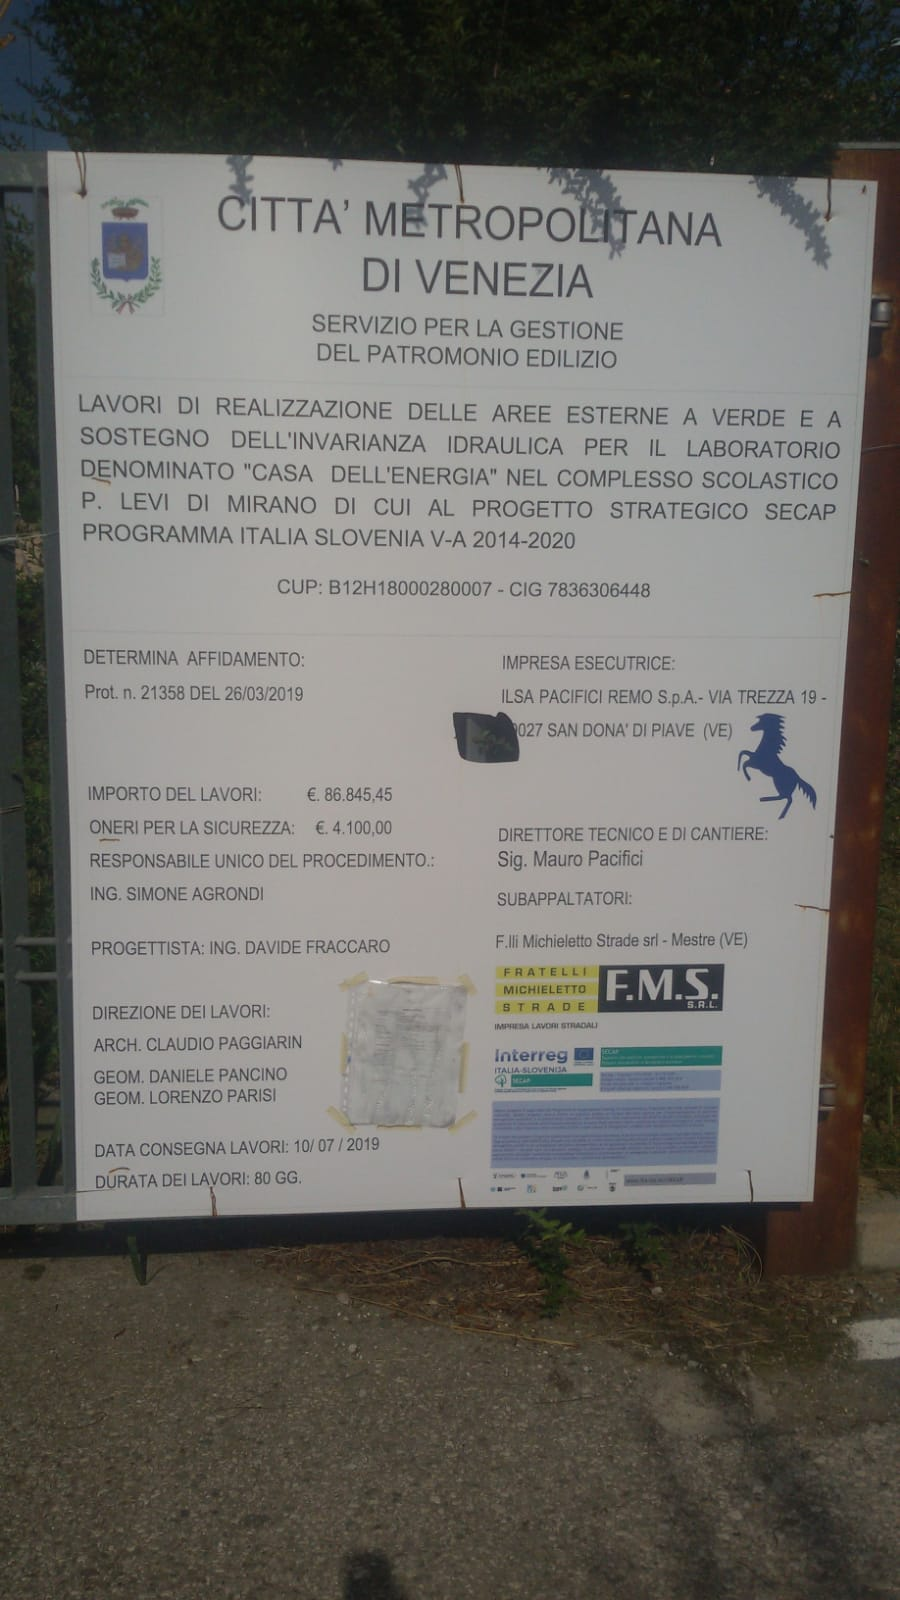 CITTA' METROPOLITANA
DI VENEZIA
SERVIZIO PER LA GESTIONE
DEL PATROMONIO EDILIZIO
LAVORI DI REALIZZAZIONE DELLE AREE ESTERNE A VERDE E A
SOSTEGNO DELL'INVARIANZA IDRAULICA PER IL LABORATORIO
DENOMINATO "CASA DELL'ENERGIA" NEL COMPLESSO SCOLASTICO
P. LEVI DI MIRANO DI CUI AL PROGETTO STRATEGICO SECAP
PROGRAMMA ITALIA SLOVENIA V-A 2014-2020
CUP: B12H18000280007 - CIG 7836306448
DETERMINA AFFIDAMENTO:
Prot. n. 21358 DEL 26/03/2019
IMPORTO DEL LAVORI: €. 86.845,45
ONERI PER LA SICUREZZA: €. 4.100,00
RESPONSABILE UNICO DEL PROCEDIMENTO.:
ING. SIMONE AGRONDI
PROGETTISTA: ING. DAVIDE FRACCARO
DIREZIONE DEI LAVORI:
ARCH. CLAUDIO PAGGIARIN
GEOM. DANIELE PANCINO
GEOM. LORENZO PARISI
DATA CONSEGNA LAVORI: 10/ 07 / 2019
DURATA DEI LAVORI: 80 GG.
IMPRESA ESECUTRICE:
ILSA PACIFICI REMO S.p.A.- VIA TREZZA 19 -
027 SAN DONA' DI PIAVE (VE)
DIRETTORE TECNICO E DI CANTIERE:
Sig. Mauro Pacifici
SUBAPPALTATORI:
F.lli Michieletto Strade srl - Mestre (VE)
FRATELLI
MICHIELETTO
STRADE
F.M.S.
S.R.L.
IMPRESA LAVORI STRADALI
Interreg
ITALIA-SLOVENIJA
SECAP
SECAP